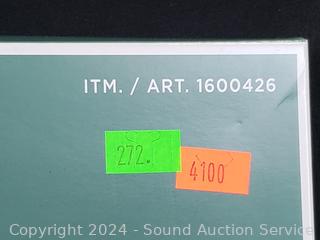 ITM. / ART. 1600426
272.
4100
Copyright 2024 - Sound Auction Service